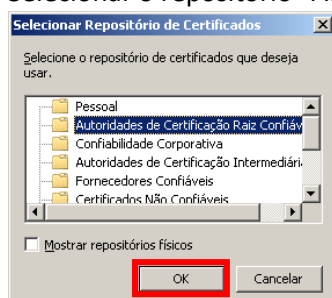 Selecionar Repositório de Certificados
Selecione o repositório de certificados que deseja
usar.
Pessoal
Autoridades de Certificação Raiz Confiáv
Confiabilidade Corporativa
Autoridades de Certificação Intermediári
Fornecedores Confiáveis
Certificados Não Confiáveis
Mostrar repositórios físicos
OK Cancelar